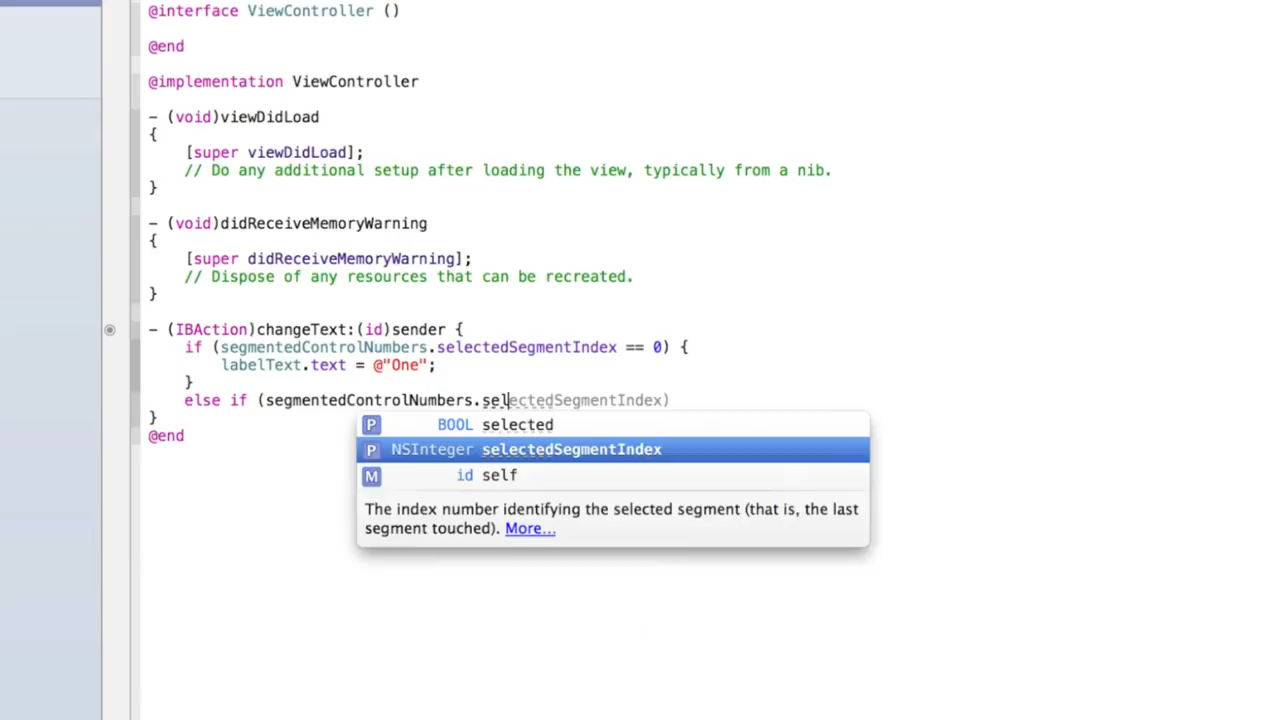 @interface ViewController ()
@end
@implementation ViewController
- (void)viewDidLoad
{
[super viewDidLoad];
// Do any additional setup after loading the view, typically from a nib.
}
- (void)didReceiveMemoryWarning
{
[super didReceiveMemoryWarning];
// Dispose of any resources that can be recreated.
}
- (IBAction)changeText:(id)sender {
if (segmentedControlNumbers.selectedSegmentIndex == 0) {
labelText.text = @"One";
}
else if (segmentedControlNumbers.selectedSegmentIndex)
}
@end
P BOOL selected
P NSInteger selectedSegmentIndex
M id self
The index number identifying the selected segment (that is, the last
segment touched). More...